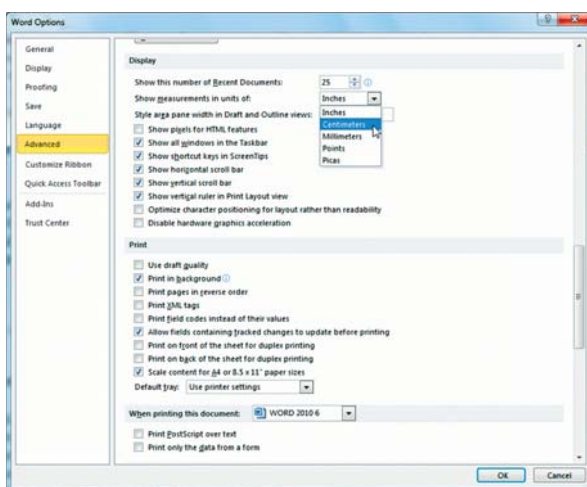 Word Options
General
Display
Proofing
Save
Language
Advanced
Customize Ribbon
Quick Access Toolbar
Add-Ins
Trust Center
Display
Show this number of Recent Documents: 25
Show measurements in units of: Inches
Inches
Style area pane width in Draft and Outline views:
Centimeters
Millimeters
Points
Picas
Show pixels for HTML features
Show all windows in the Taskbar
Show shortcut keys in ScreenTips
Show horizontal scroll bar
Show vertical scroll bar
Show vertical ruler in Print Layout view
Optimize character positioning for layout rather than readability
Disable hardware graphics acceleration
Print
Use draft quality
Print in background
Print pages in reverse order
Print XML tags
Print field codes instead of their values
Allow fields containing tracked changes to update before printing
Print on front of the sheet for duplex printing
Print on back of the sheet for duplex printing
Scale content for A4 or 8.5 x 11" paper sizes
Default tray: Use printer settings
When printing this document: WORD 2010 6
Print PostScript over text
Print only the data from a form
OK Cancel